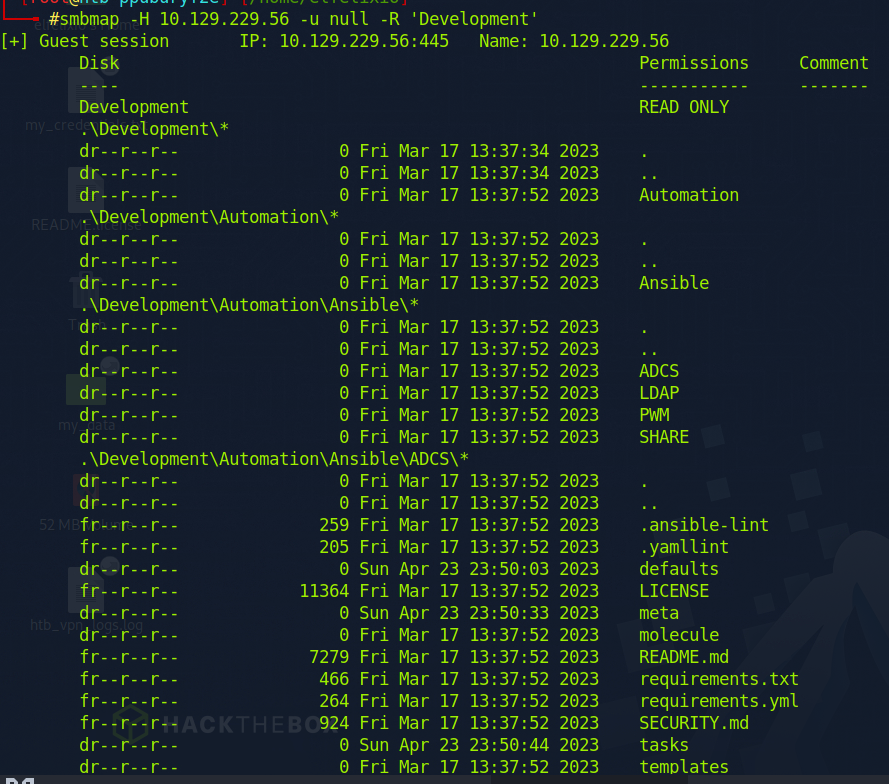 #smbmap -H 10.129.229.56 -u null -R 'Development'
[+] Guest session IP: 10.129.229.56:445 Name: 10.129.229.56
Disk Permissions Comment
---- ----------- -------
Development READ ONLY
.\Development\*
dr--r--r-- 0 Fri Mar 17 13:37:34 2023 .
dr--r--r-- 0 Fri Mar 17 13:37:34 2023 ..
dr--r--r-- 0 Fri Mar 17 13:37:52 2023 Automation
.\Development\Automation\*
dr--r--r-- 0 Fri Mar 17 13:37:52 2023 .
dr--r--r-- 0 Fri Mar 17 13:37:52 2023 ..
dr--r--r-- 0 Fri Mar 17 13:37:52 2023 Ansible
.\Development\Automation\Ansible\*
dr--r--r-- 0 Fri Mar 17 13:37:52 2023 .
dr--r--r-- 0 Fri Mar 17 13:37:52 2023 ..
dr--r--r-- 0 Fri Mar 17 13:37:52 2023 ADCS
dr--r--r-- 0 Fri Mar 17 13:37:52 2023 LDAP
dr--r--r-- 0 Fri Mar 17 13:37:52 2023 PWM
dr--r--r-- 0 Fri Mar 17 13:37:52 2023 SHARE
.\Development\Automation\Ansible\ADCS\*
dr--r--r-- 0 Fri Mar 17 13:37:52 2023 .
dr--r--r-- 0 Fri Mar 17 13:37:52 2023 ..
fr--r--r-- 259 Fri Mar 17 13:37:52 2023 .ansible-lint
fr--r--r-- 205 Fri Mar 17 13:37:52 2023 .yamllint
dr--r--r-- 0 Sun Apr 23 23:50:03 2023 defaults
fr--r--r-- 11364 Fri Mar 17 13:37:52 2023 LICENSE
dr--r--r-- 0 Sun Apr 23 23:50:33 2023 meta
dr--r--r-- 0 Fri Mar 17 13:37:52 2023 molecule
htb_vpn_logs.log
fr--r--r-- 7279 Fri Mar 17 13:37:52 2023 README.md
fr--r--r-- 466 Fri Mar 17 13:37:52 2023 requirements.txt
fr--r--r-- 264 Fri Mar 17 13:37:52 2023 requirements.yml
fr--r--r-- 924 Fri Mar 17 13:37:52 2023 SECURITY.md
HACKTHEBOX
dr--r--r-- 0 Sun Apr 23 23:50:44 2023 tasks
dr--r--r-- 0 Fri Mar 17 13:37:52 2023 templates